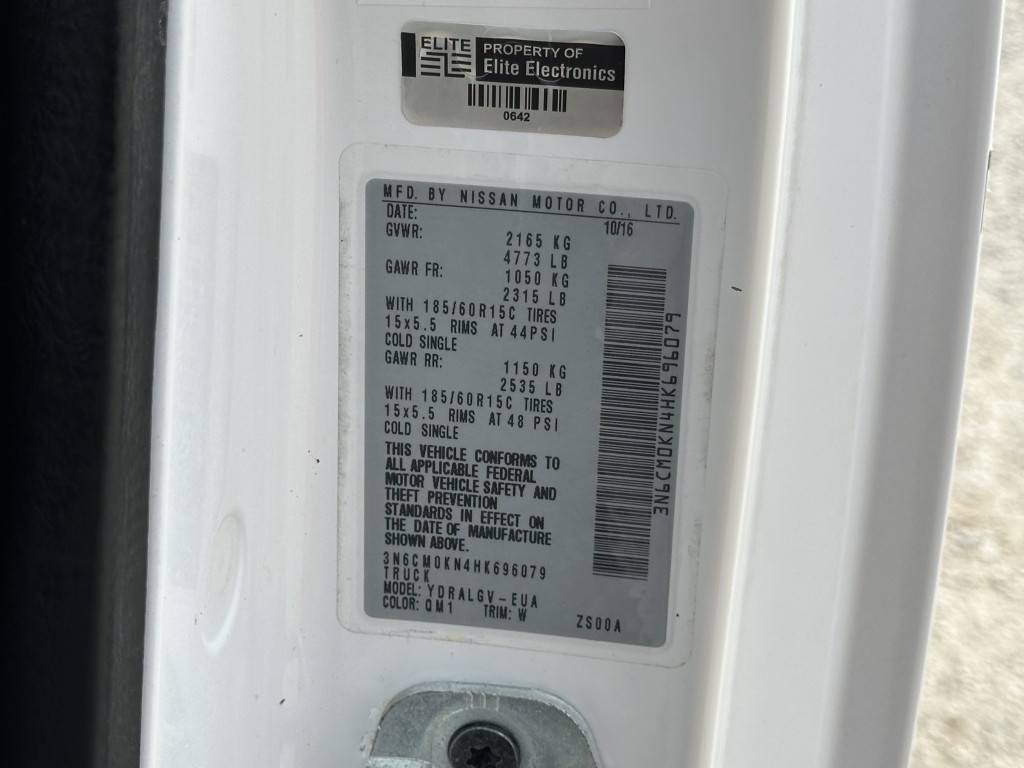 ELITE
PROPERTY OF
Elite Electronics
0642
MFD. BY NISSAN MOTOR CO., LTD.
DATE: 10/16
GVWR: 2165 KG
4773 LB
GAWR FR: 1050 KG
2315 LB
WITH 185/60R15C TIRES
15x5.5 RIMS AT 44PSI
COLD SINGLE
GAWR RR: 1150 KG
2535 LB
WITH 185/60R15C TIRES
15x5.5 RIMS AT 48 PSI
COLD SINGLE
THIS VEHICLE CONFORMS TO
ALL APPLICABLE FEDERAL
MOTOR VEHICLE SAFETY AND
THEFT PREVENTION
STANDARDS IN EFFECT ON
THE DATE OF MANUFACTURE
SHOWN ABOVE.
3N6CM0KN4HK696079
TRUCK
MODEL: YDRALGV-EUA
COLOR: QM1 TRIM: W ZS00A
3N6CM0KN4HK696079